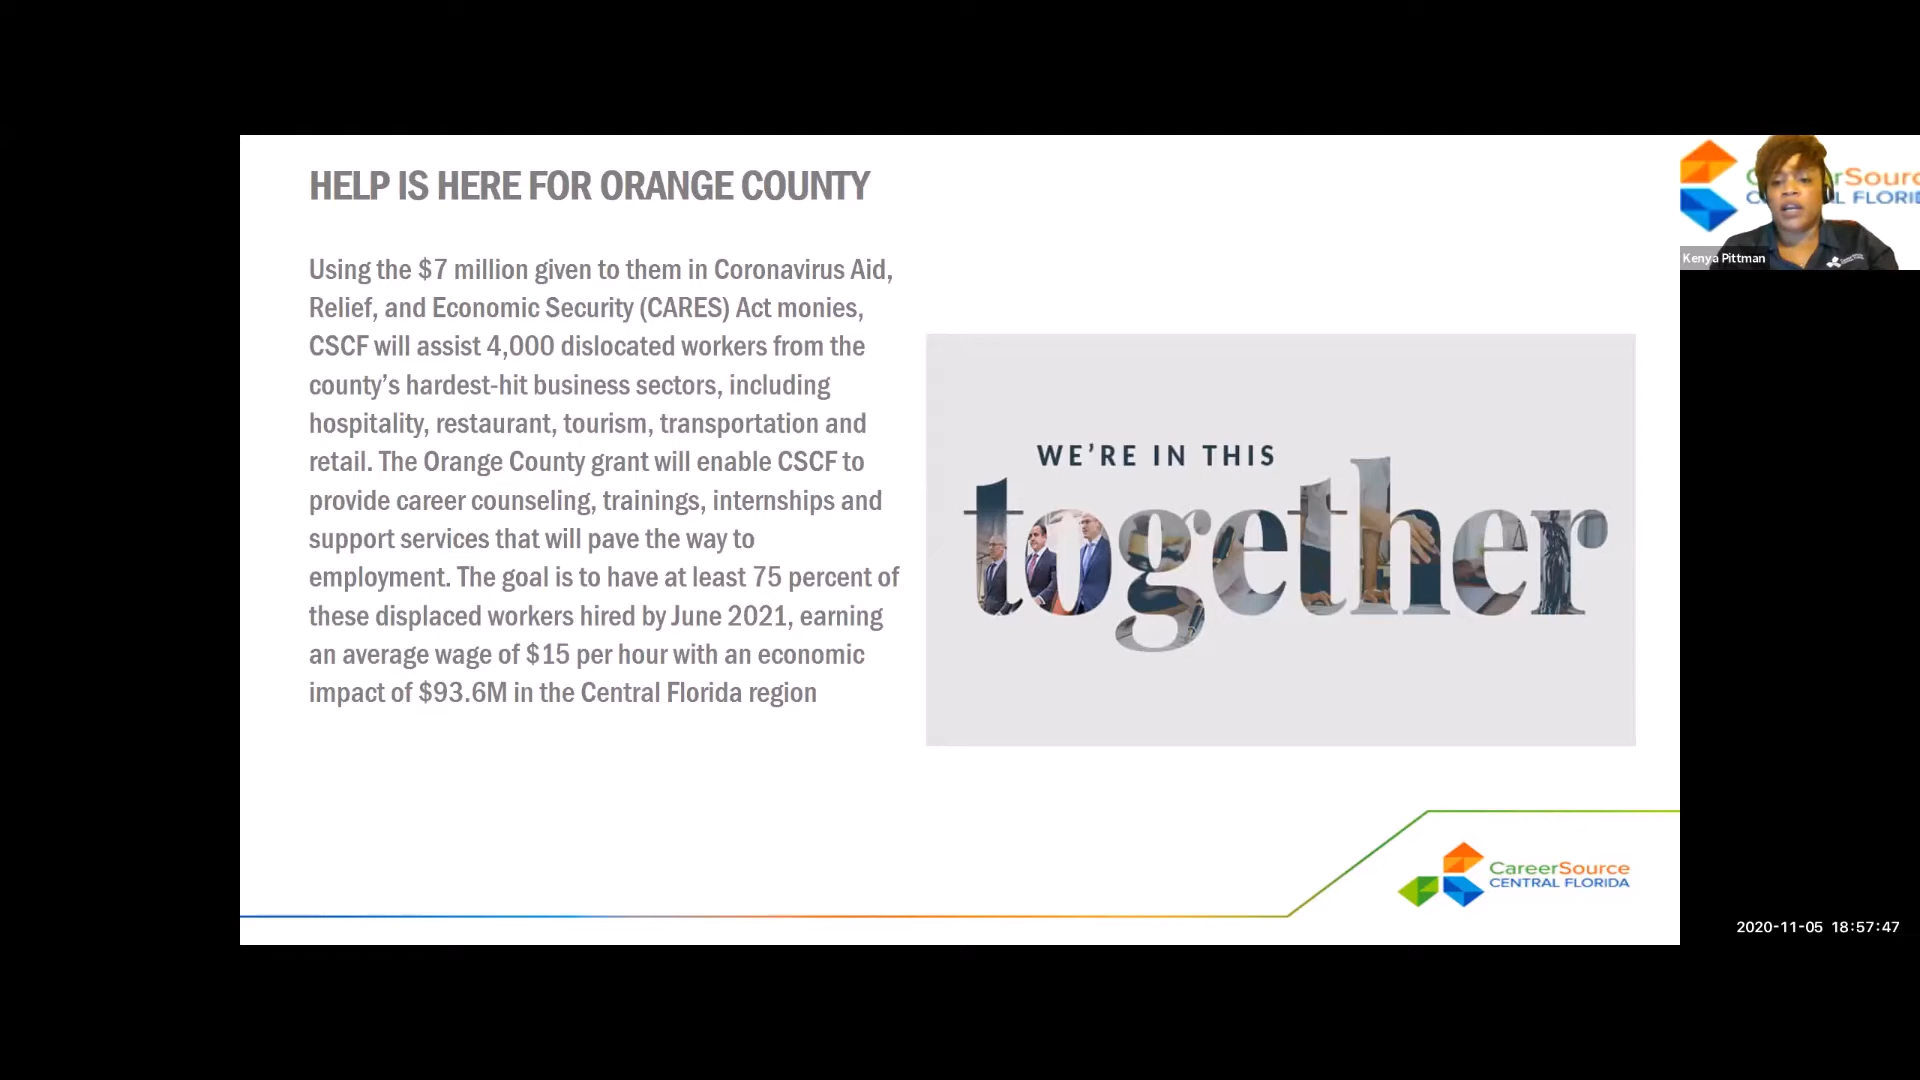 HELP IS HERE FOR ORANGE COUNTY
Using the $7 million given to them in Coronavirus Aid,
Relief, and Economic Security (CARES) Act monies,
CSCF will assist 4,000 dislocated workers from the
county’s hardest-hit business sectors, including
hospitality, restaurant, tourism, transportation and
retail. The Orange County grant will enable CSCF to
provide career counseling, trainings, internships and
support services that will pave the way to
employment. The goal is to have at least 75 percent of
these displaced workers hired by June 2021, earning
an average wage of $15 per hour with an economic
impact of $93.6M in the Central Florida region
WE’RE IN THIS
together
CareerSource
CENTRAL FLORIDA
Kenya Pittman
2020-11-05 18:57:47